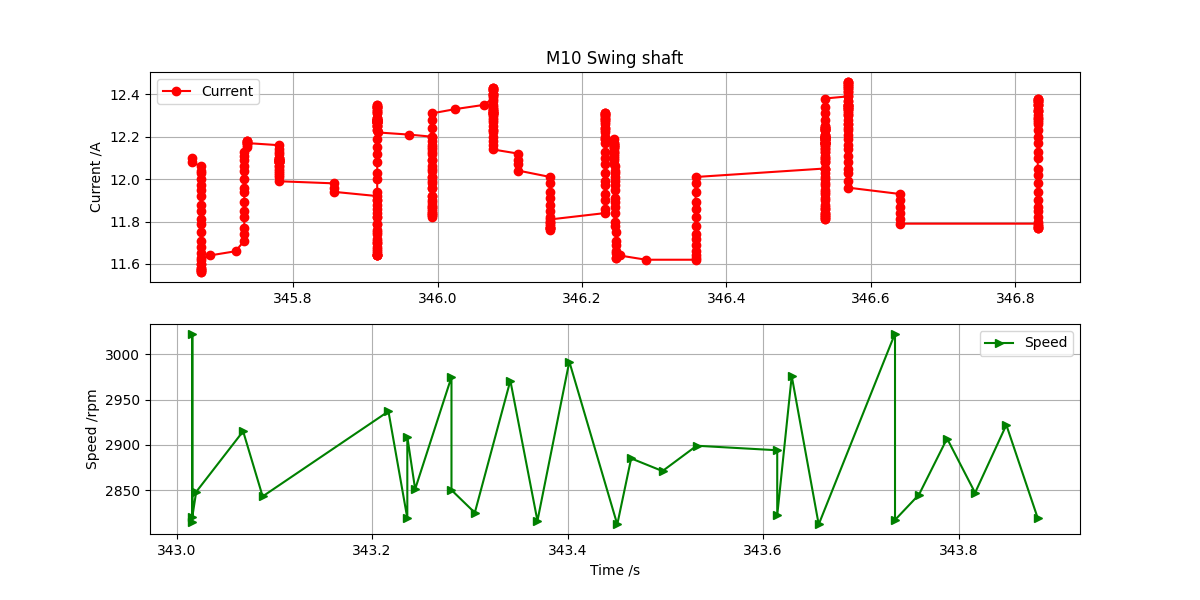 M10 Swing shaft
Current /A
12.4
12.2
12.0
11.8
11.6
Current
345.8 346.0 346.2 346.4 346.6 346.8
Speed /rpm
3000
2950
2900
2850
Speed
343.0 343.2 343.4 343.6 343.8
Time /s